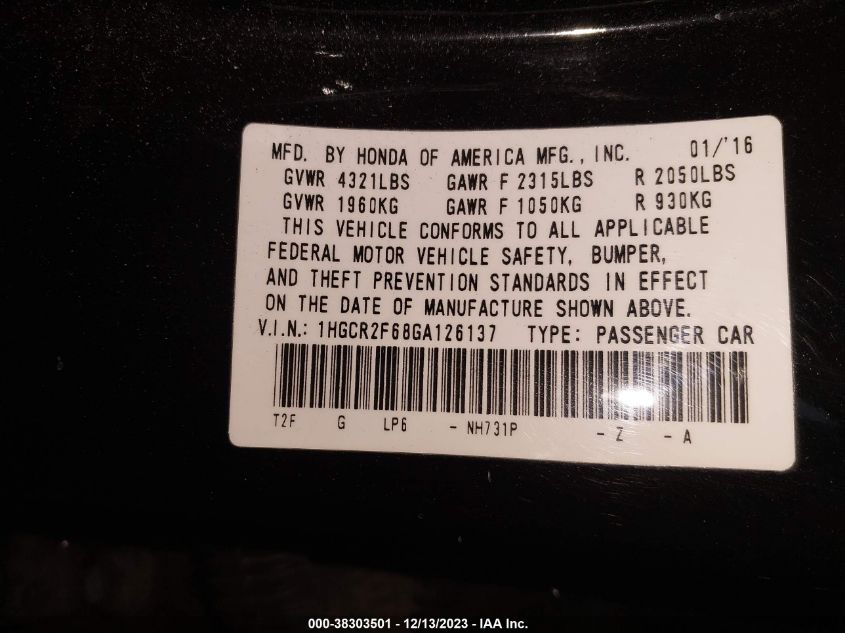 MFD. BY HONDA OF AMERICA MFG., INC. 01/'16
GVWR 4321LBS GAWR F 2315LBS R 2050LBS
GVWR 1960KG GAWR F 1050KG R 930KG
THIS VEHICLE CONFORMS TO ALL APPLICABLE
FEDERAL MOTOR VEHICLE SAFETY, BUMPER,
AND THEFT PREVENTION STANDARDS IN EFFECT
ON THE DATE OF MANUFACTURE SHOWN ABOVE.
V.I.N.: 1HGCR2F68GA126137 TYPE: PASSENGER CAR
T2F G LP6 - NH731P - Z - A
000-38303501 - 12/13/2023 - IAA Inc.